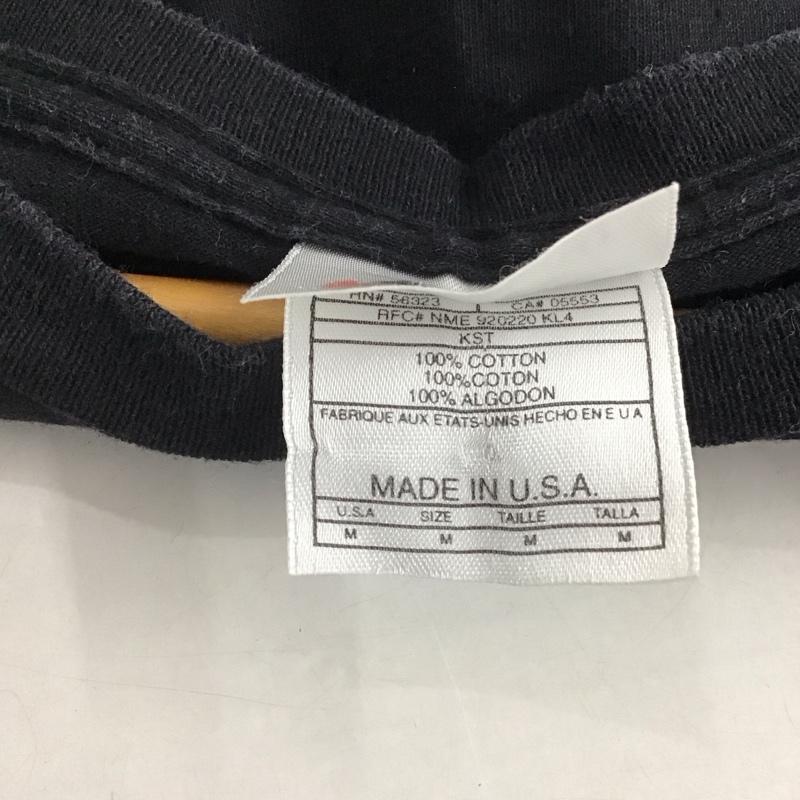 RN# 56323 CA# 05553
RFC# NME 920220 KL4
KST
100% COTTON
100%COTON
100% ALGODON
FABRIQUE AUX ETATS-UNIS HECHO EN E U A
MADE IN U.S.A.
U.S.A SIZE TAILLE TALLA
M M M M